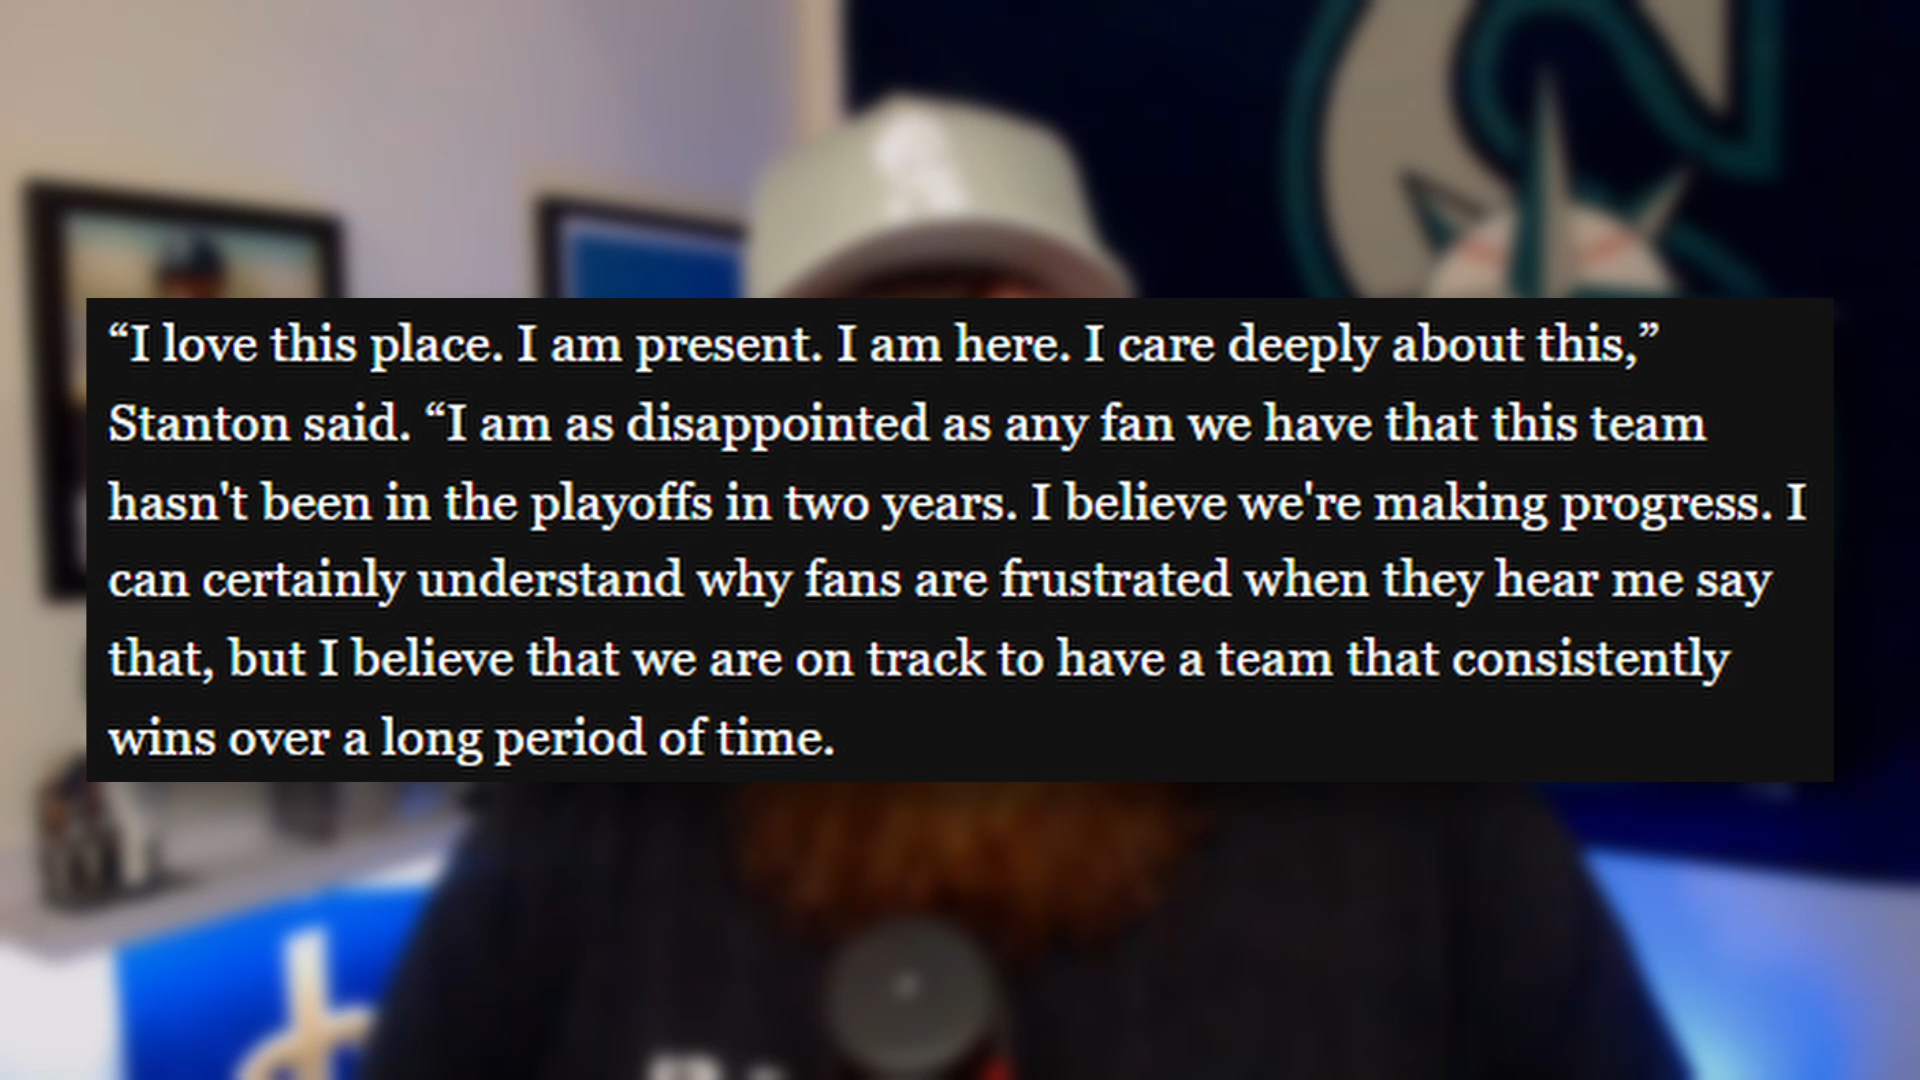 “I love this place. I am present. I am here. I care deeply about this,”
Stanton said. “I am as disappointed as any fan we have that this team
hasn't been in the playoffs in two years. I believe we're making progress. I
can certainly understand why fans are frustrated when they hear me say
that, but I believe that we are on track to have a team that consistently
wins over a long period of time.